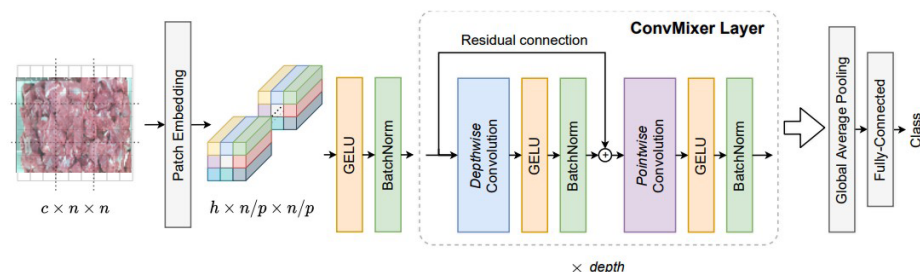 ConvMixer Layer
Residual connection
Patch Embedding
GELU
BatchNorm
Depthwise
Convolution
GELU
BatchNorm
+
Pointwise
Convolution
GELU
BatchNorm
Global Average Pooling
Fully-Connected
Class
c × n × n
h × n/p × n/p
× depth